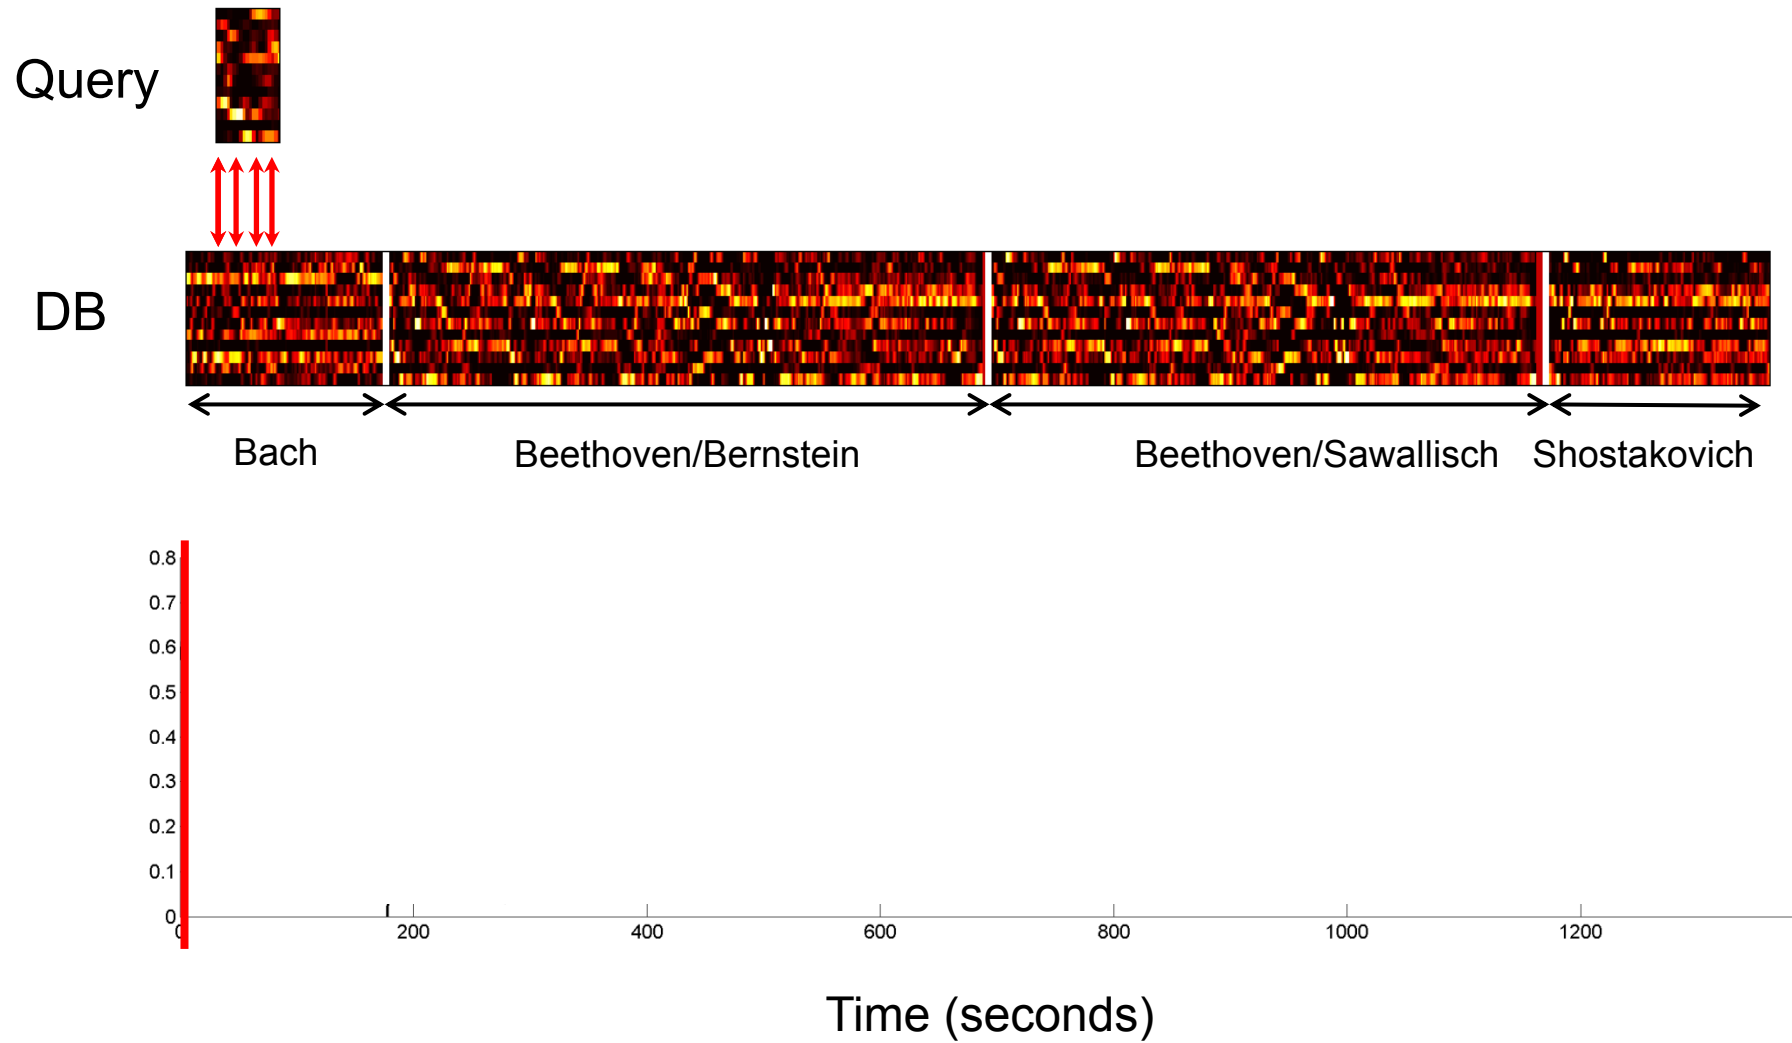 Query
DB
Bach
Beethoven/Bernstein
Beethoven/Sawallisch
Shostakovich
0.8
0.7
0.6
0.5
0.4
0.3
0.2
0.1
0
0 200 400 600 800 1000 1200
Time (seconds)